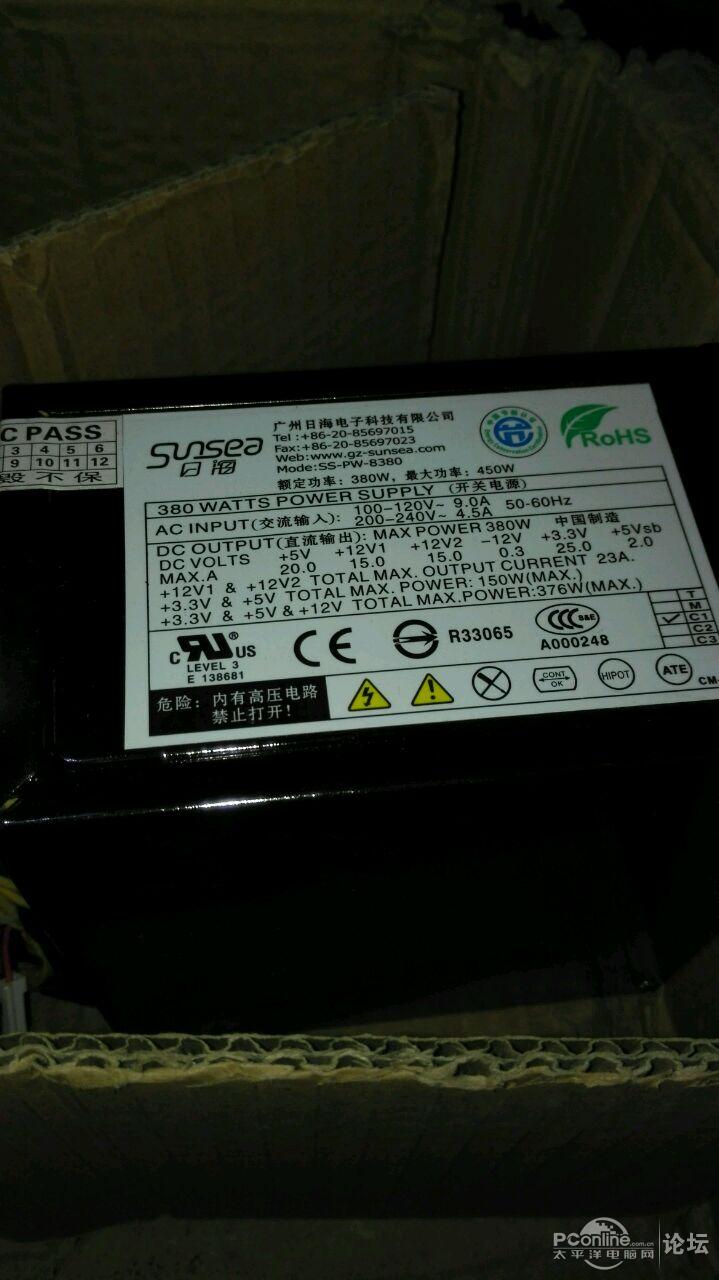 C PASS
3 4 5 6
9 10 11 12
毁不保
sunsea
日海
广州日海电子科技有限公司
Tel:+86-20-85697015
Fax:+86-20-85697023
Web:www.gz-sunsea.com
Mode:SS-PW-8380
额定功率：380W，最大功率：450W
RoHS
380 WATTS POWER SUPPLY (开关电源)
AC INPUT(交流输入): 100-120V~ 9.0A 50-60Hz
200-240V~ 4.5A
DC OUTPUT(直流输出): MAX POWER 380W 中国制造
DC VOLTS +5V +12V1 +12V2 -12V +3.3V +5Vsb
MAX.A 20.0 15.0 15.0 0.3 25.0 2.0
+12V1 & +12V2 TOTAL MAX. OUTPUT CURRENT 23A.
+3.3V & +5V TOTAL MAX. POWER: 150W(MAX.)
+3.3V & +5V & +12V TOTAL MAX.POWER:376W(MAX.)
T
M
C1
C2
C3
c RU ® US
LEVEL 3
E 138681
CE
R33065
CCC S&E
A000248
危险：内有高压电路
禁止打开！
CONT OK
HIPOT
ATE
CM-
PConline.com.cn
太平洋电脑网
论坛